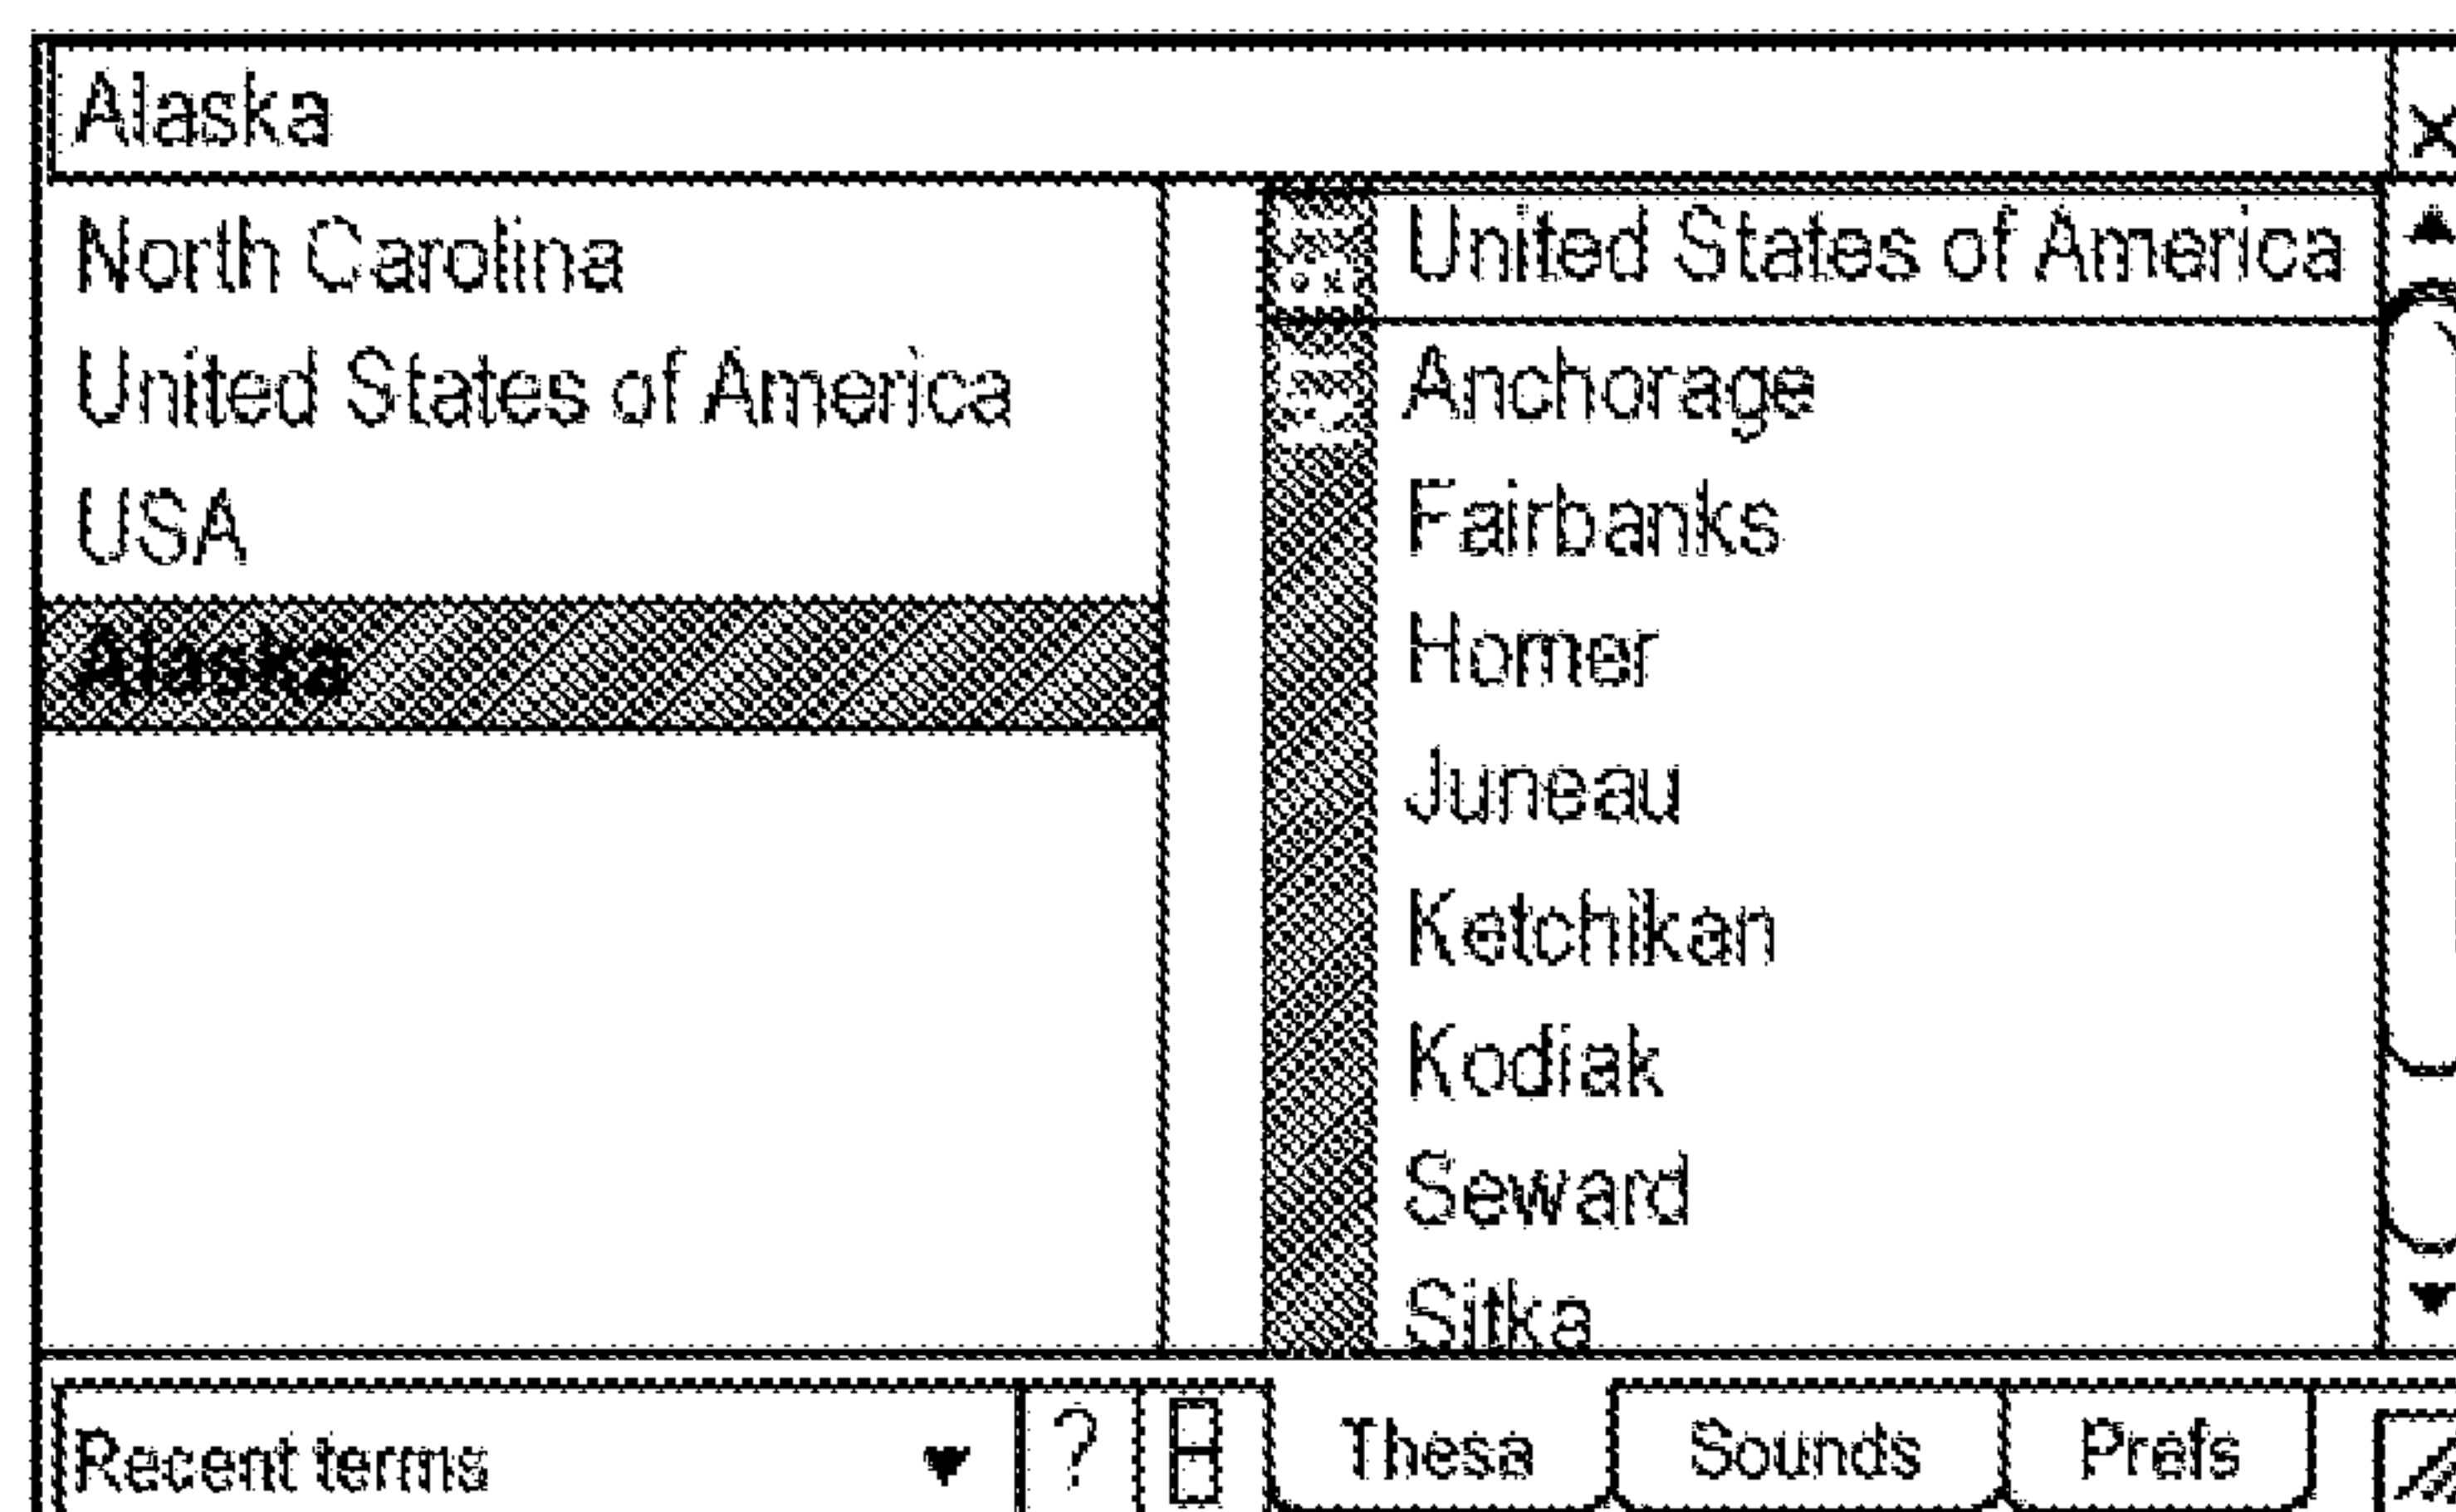 Alaska
North Carolina
United States of America
USA
Alaska
United States of America
Anchorage
Fairbanks
Homer
Juneau
Ketchikan
Kodiak
Seward
Sitka
Recent terms ?
Thesa Sounds Prefs